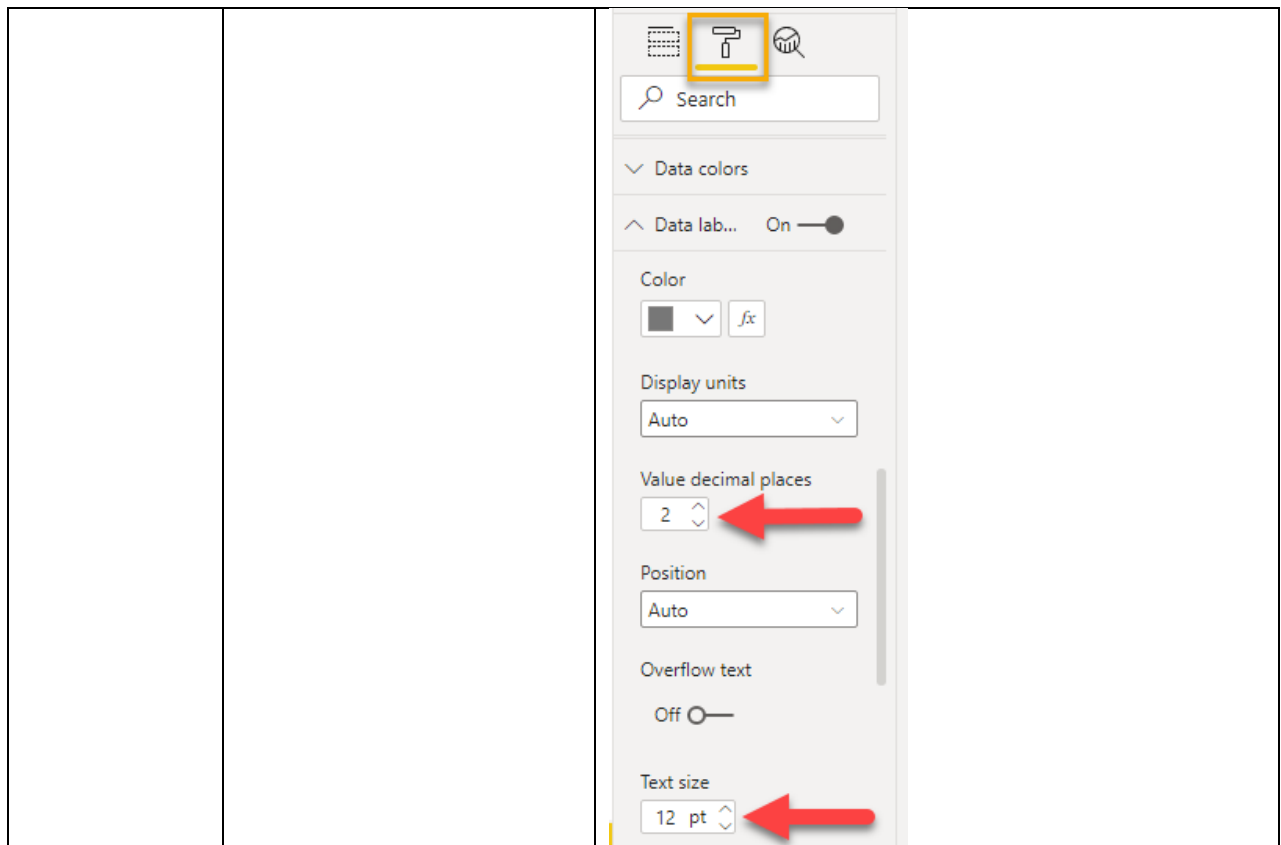 Search
Data colors
Data lab... On
Color
fx
Display units
Auto
Value decimal places
2
Position
Auto
Overflow text
Off
Text size
12 pt